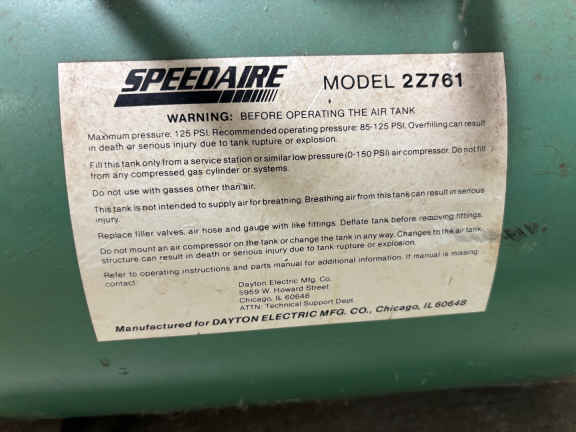 SPEEDAIRE MODEL 2Z761
WARNING: BEFORE OPERATING THE AIR TANK
Maximum pressure: 125 PSI. Recommended operating pressure: 85-125 PSI. Overfilling can result
in death or serious injury due to tank rupture or explosion.
Fill this tank only from a service station or similar low pressure (0-150 PSI) air compressor. Do not fill
from any compressed gas cylinder or systems.
Do not use with gasses other than air.
This tank is not intended to supply air for breathing. Breathing air from this tank can result in serious
injury.
Replace filler valves, air hose and gauge with like fittings. Deflate tank before removing fittings.
Do not mount an air compressor on the tank or change the tank in any way. Changes to the air tank
structure can result in death or serious injury due to tank rupture or explosion.
Refer to operating instructions and parts manual for additional information. If manual is missing:
contact:
Dayton Electric Mfg. Co.
5959 W. Howard Street
Chicago, IL 60648
ATTN: Technical Support Dept.
Manufactured for DAYTON ELECTRIC MFG. CO., Chicago, IL 60648